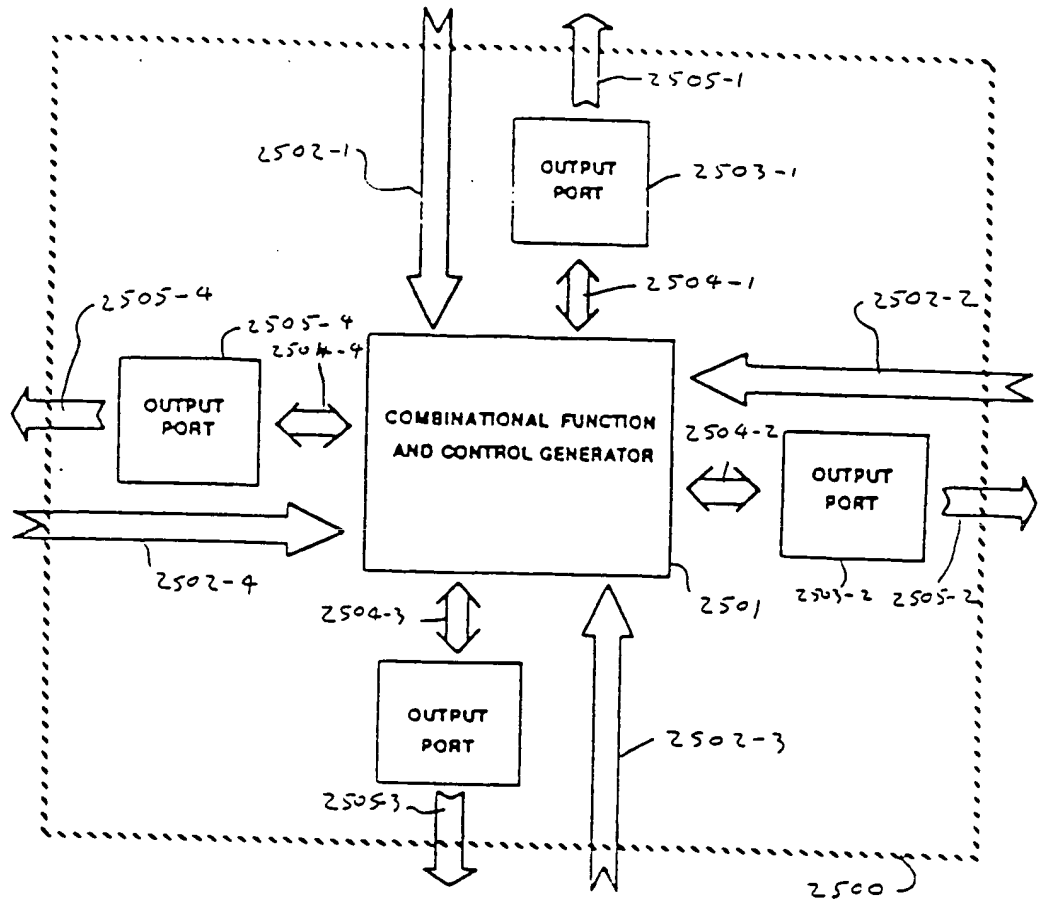 2505-1
2502-1
OUTPUT
PORT
2503-1
2504-1
2505-4
2502-2
2505-4
2504-4
OUTPUT
PORT
COMBINATIONAL FUNCTION
AND CONTROL GENERATOR
2504-2
OUTPUT
PORT
2502-4
2503-2
2505-2
2501
2504-3
OUTPUT
PORT
2502-3
2505-3
2500